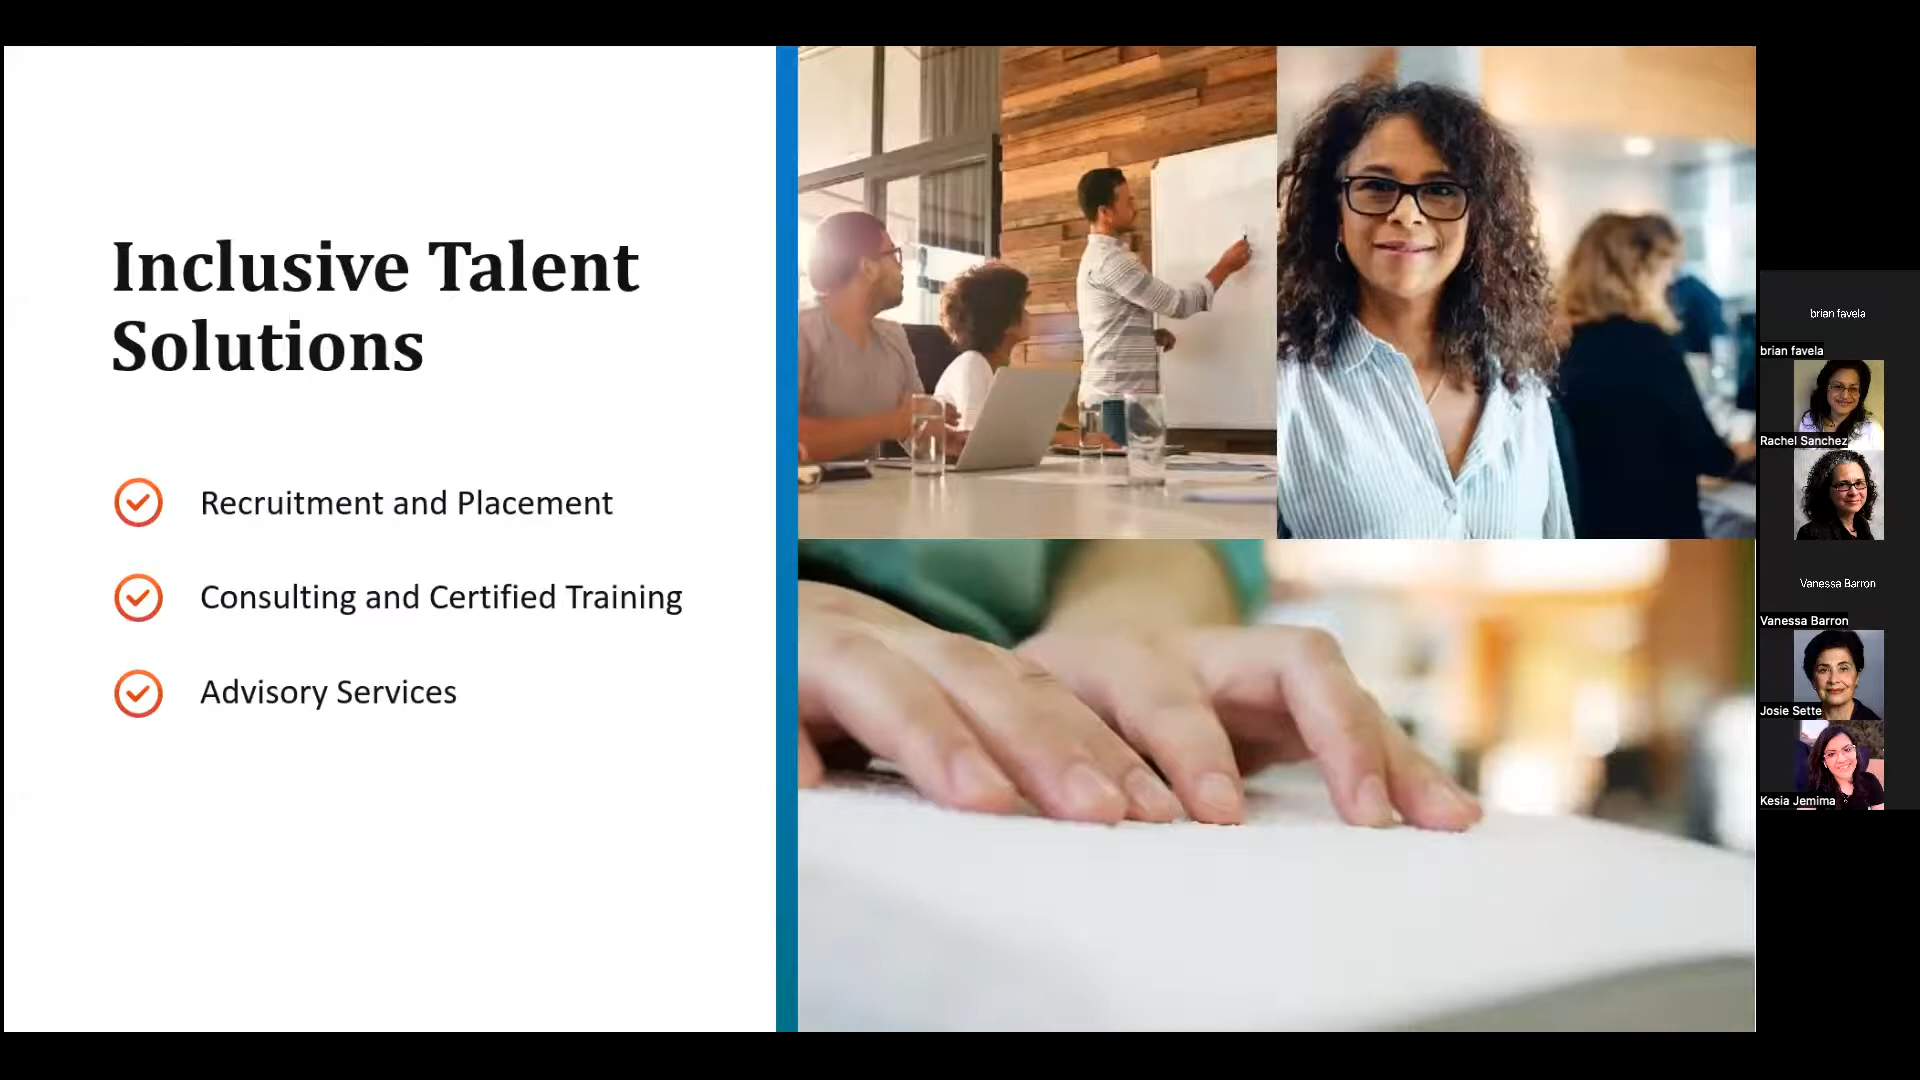 Inclusive Talent
Solutions
Recruitment and Placement
Consulting and Certified Training
Advisory Services
brian favela
brian favela
Rachel Sanchez
Vanessa Barron
Vanessa Barron
Josie Sette
Kesia Jemima